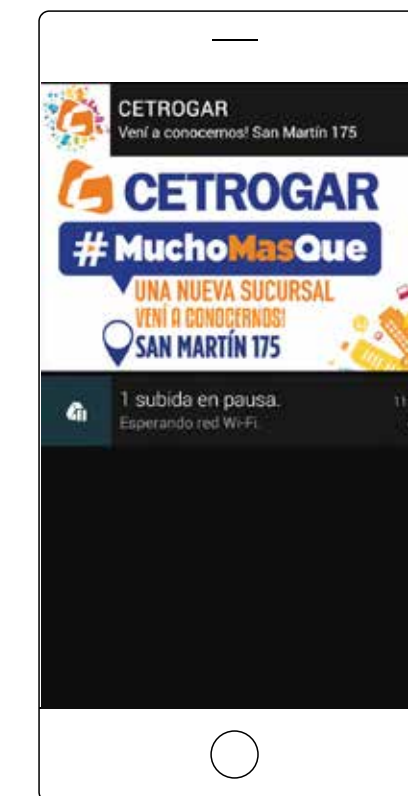 CETROGAR
Vení a conocernos! San Martín 175
CETROGAR
#MuchoMasQue
UNA NUEVA SUCURSAL
VENÍ A CONOCERNOS!
SAN MARTÍN 175
1 subida en pausa.
11
Esperando red Wi-Fi.